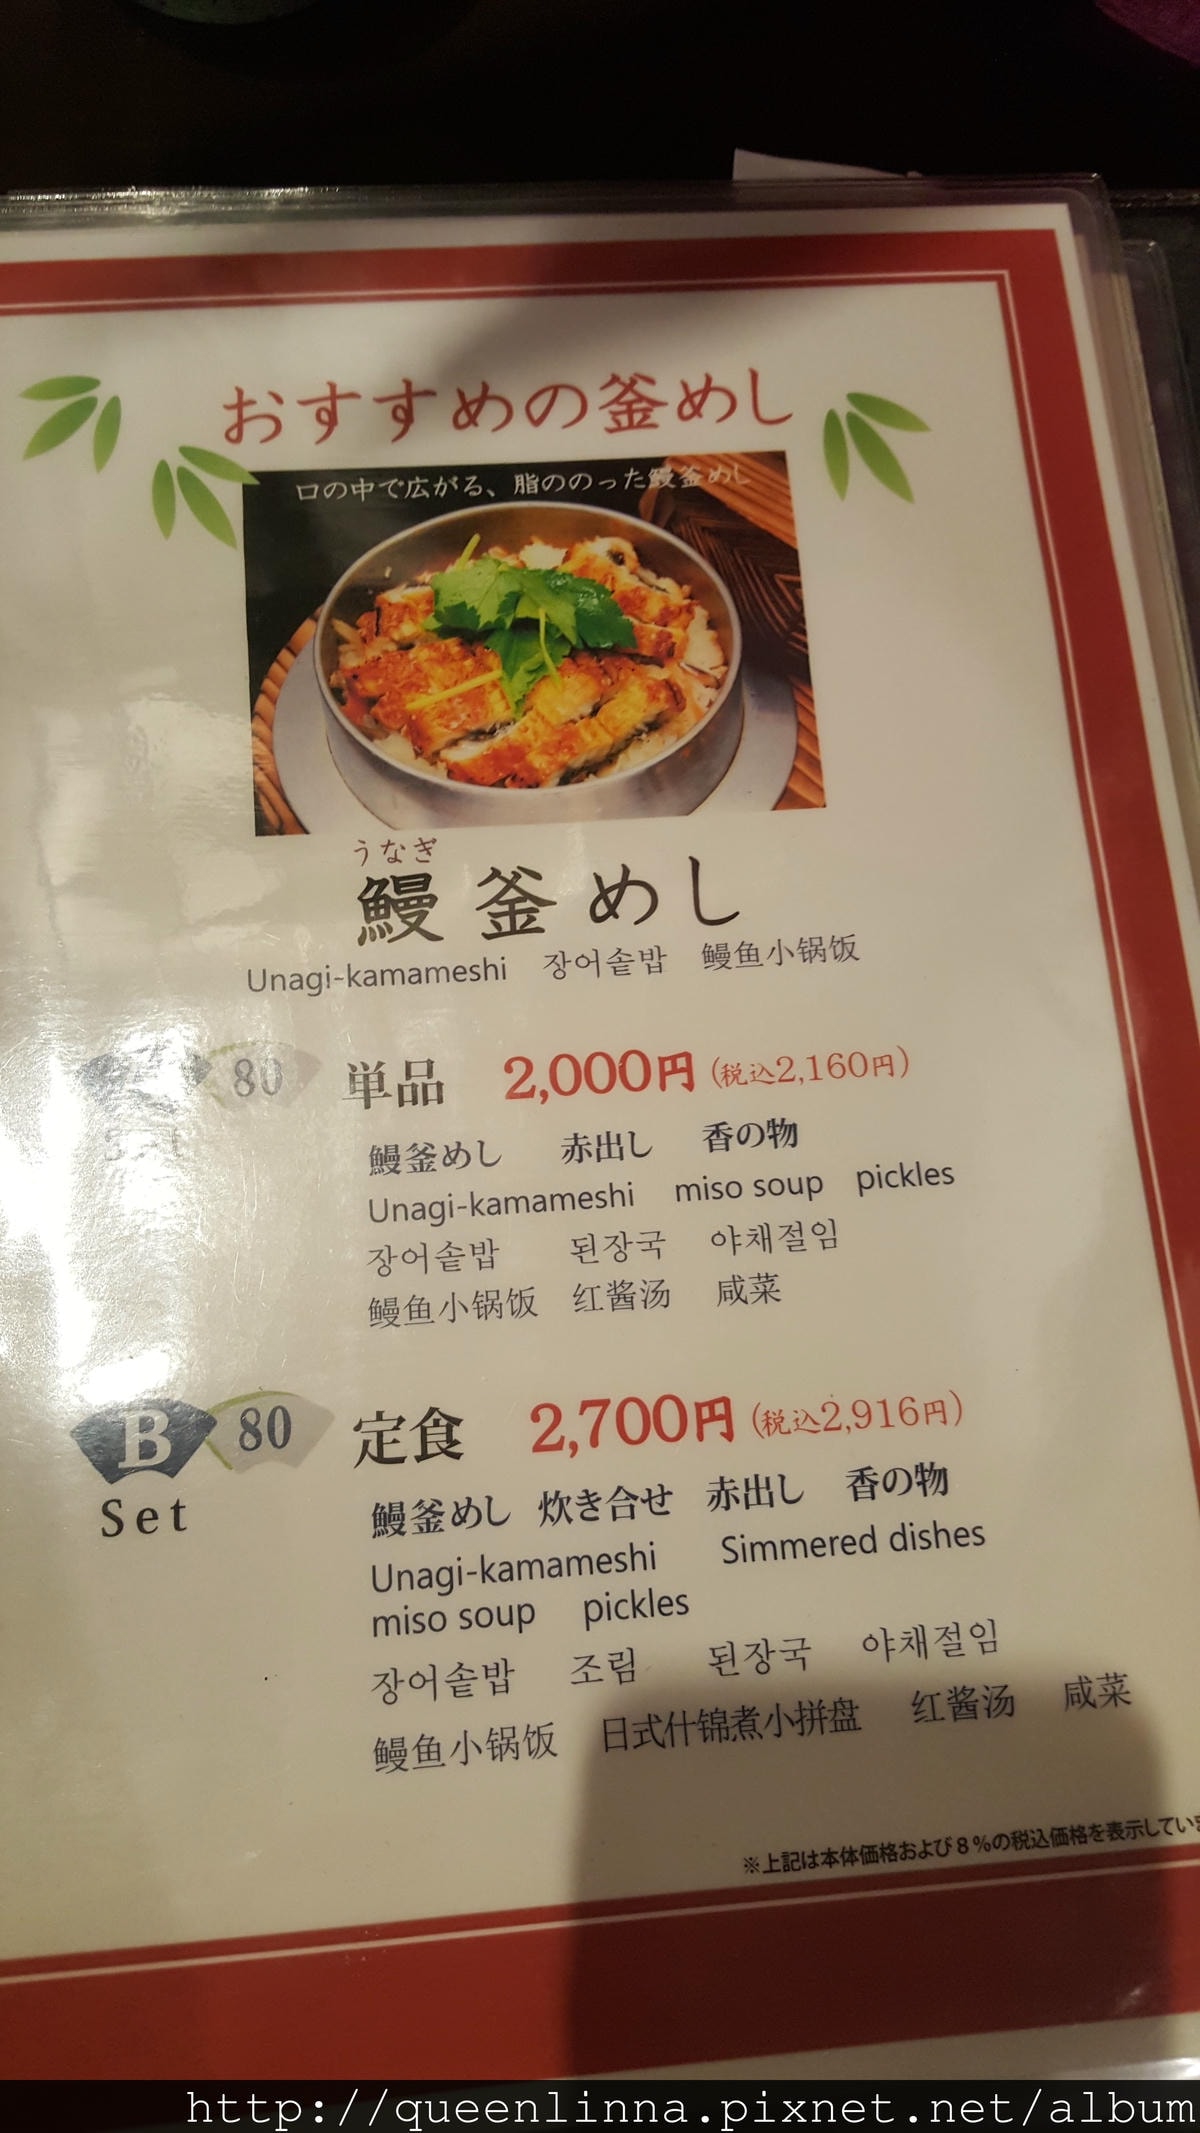 おすすめの釜めし
口の中で広がる、脂ののった鰻釜めし
うなぎ
鰻釜めし
Unagi-kamameshi 장어솥밥 鳗鱼小锅饭
80 単品 2,000円 (税込2,160円)
Set
鰻釜めし 赤出し 香の物
Unagi-kamameshi miso soup pickles
장어솥밥 된장국 야채절임
鳗鱼小锅饭 红酱汤 咸菜
B 80 定食 2,700円 (税込2,916円)
Set
鰻釜めし 炊き合せ 赤出し 香の物
Unagi-kamameshi Simmered dishes
miso soup pickles
장어솥밥 조림 된장국 야채절임
鳗鱼小锅饭 日式什锦煮小拼盘 红酱汤 咸菜
※上記は本体価格および8%の税込価格を表示していま
http://queenlinna.pixnet.net/album